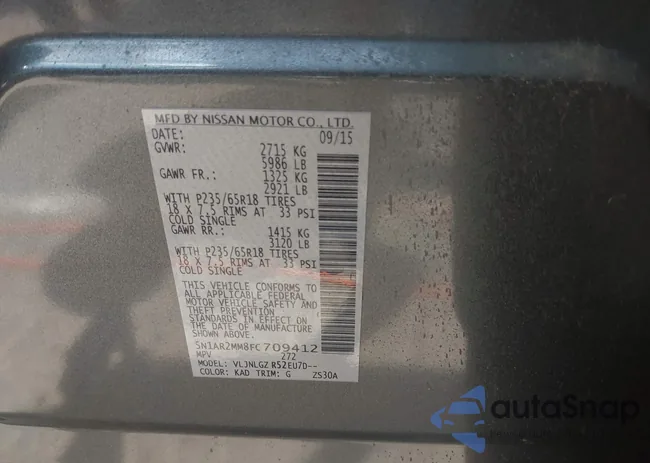 MFD BY NISSAN MOTOR CO., LTD.
DATE: 09/15
GVWR: 2715 KG
5986 LB
GAWR FR.: 1325 KG
2921 LB
WITH P235/65R18 TIRES
18 X 7.5 RIMS AT 33 PSI
COLD SINGLE
GAWR RR.: 1415 KG
3120 LB
WITH P235/65R18 TIRES
18 X 7.5 RIMS AT 33 PSI
COLD SINGLE
THIS VEHICLE CONFORMS TO
ALL APPLICABLE FEDERAL
MOTOR VEHICLE SAFETY AND
THEFT PREVENTION
STANDARDS IN EFFECT ON
THE DATE OF MANUFACTURE
SHOWN ABOVE.
5N1AR2MM8FC709412
MPV 272
MODEL: VLJNLGZ R52EU7D--
COLOR: KAD TRIM: G ZS30A
autoSnap